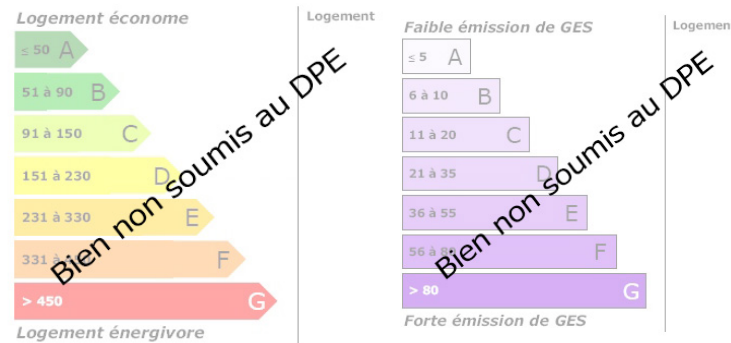 Logement économe
Logement
≤ 50 A
51 à 90 B
91 à 150 C
151 à 230 D
231 à 330 E
331 à F
> 450 G
Logement énergivore
Bien non soumis au DPE
Faible émission de GES
Logemen
≤ 5 A
6 à 10 B
11 à 20 C
21 à 35 D
36 à 55 E
56 à 80 F
> 80 G
Forte émission de GES
Bien non soumis au DPE